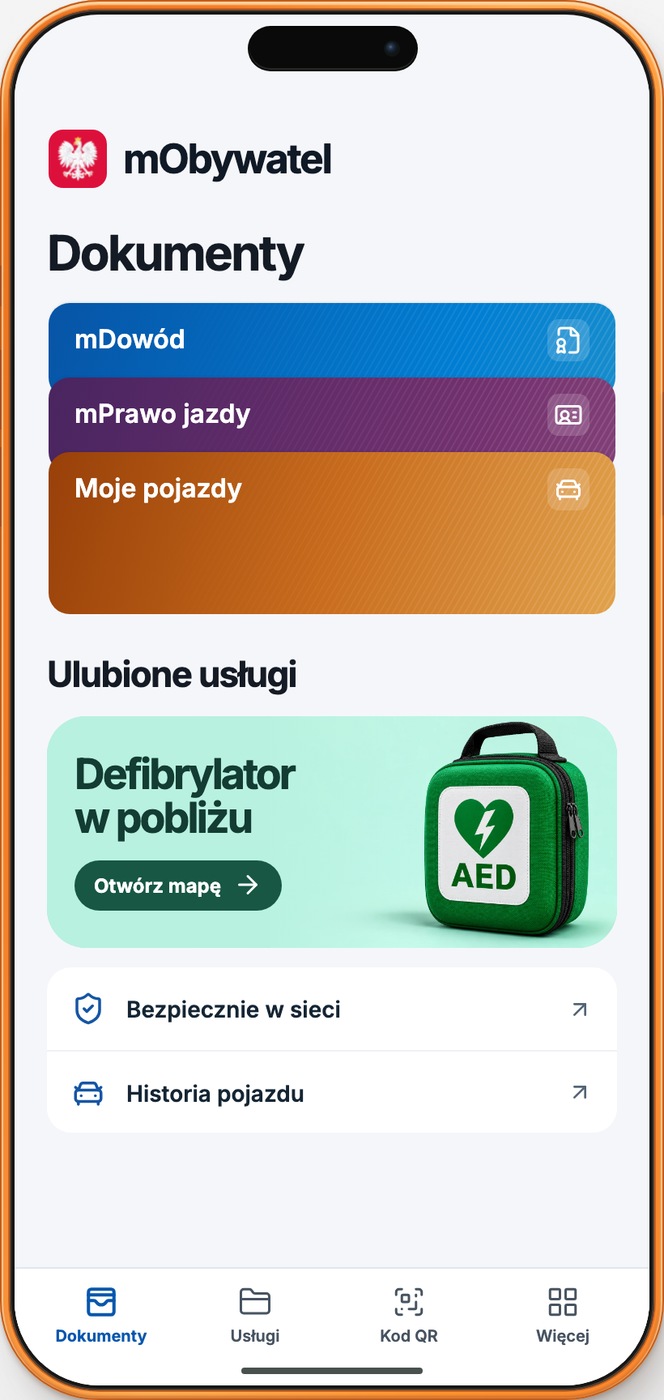 mObywatel
Dokumenty
mDowód
mPrawo jazdy
Moje pojazdy
Ulubione usługi
Defibrylator
w pobliżu
Otwórz mapę
AED
Bezpiecznie w sieci
Historia pojazdu
Dokumenty
Usługi
Kod QR
Więcej